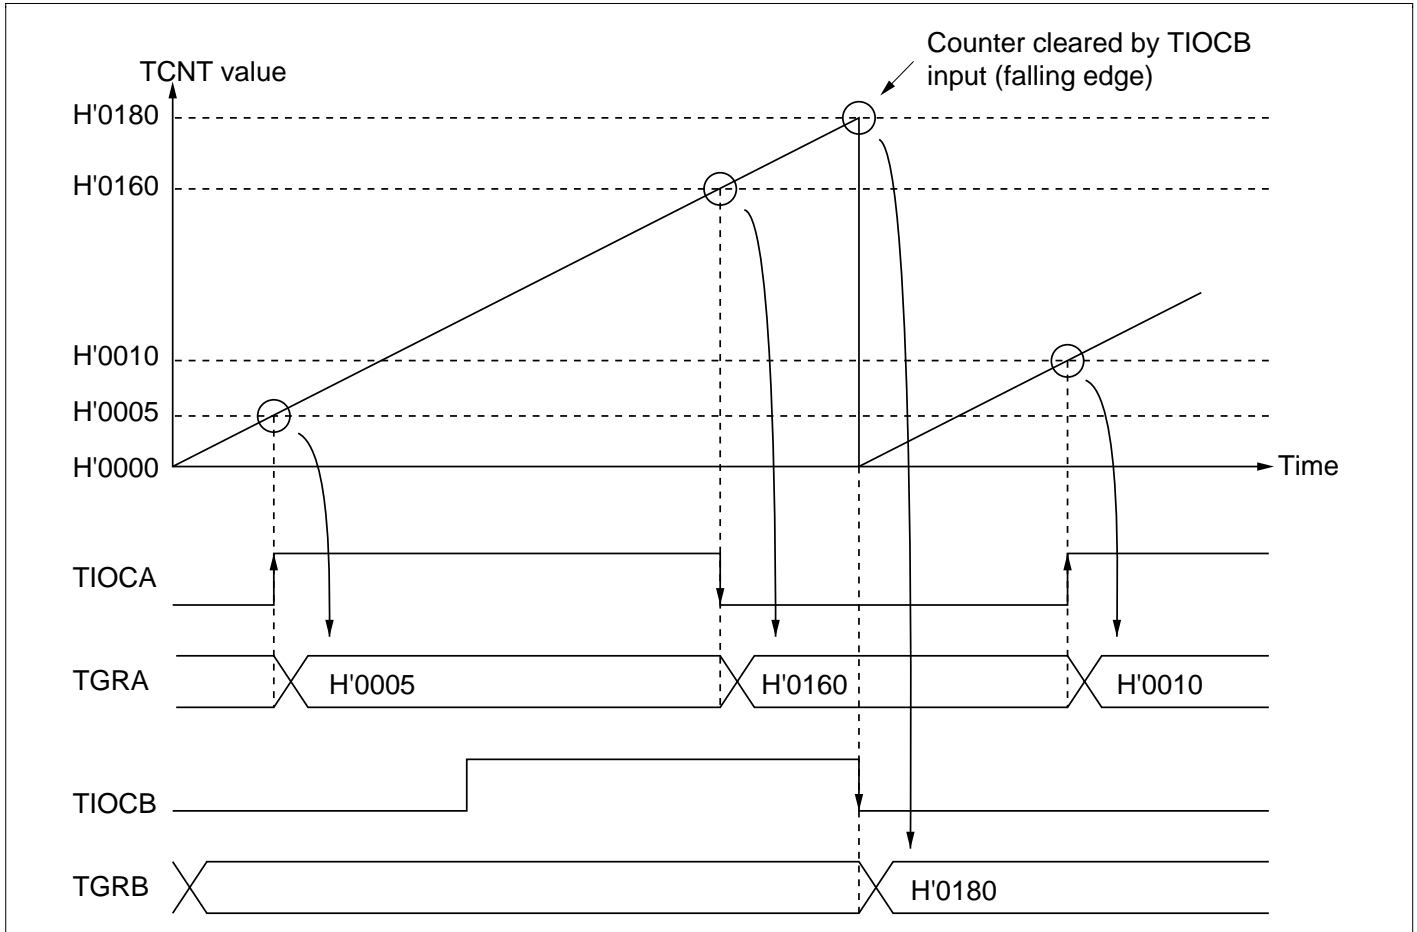 Counter cleared by TIOCB
input (falling edge)
TCNT value
H'0180
H'0160
H'0010
H'0005
H'0000
Time
TIOCA
TGRA
H'0005
H'0160
H'0010
TIOCB
TGRB
H'0180